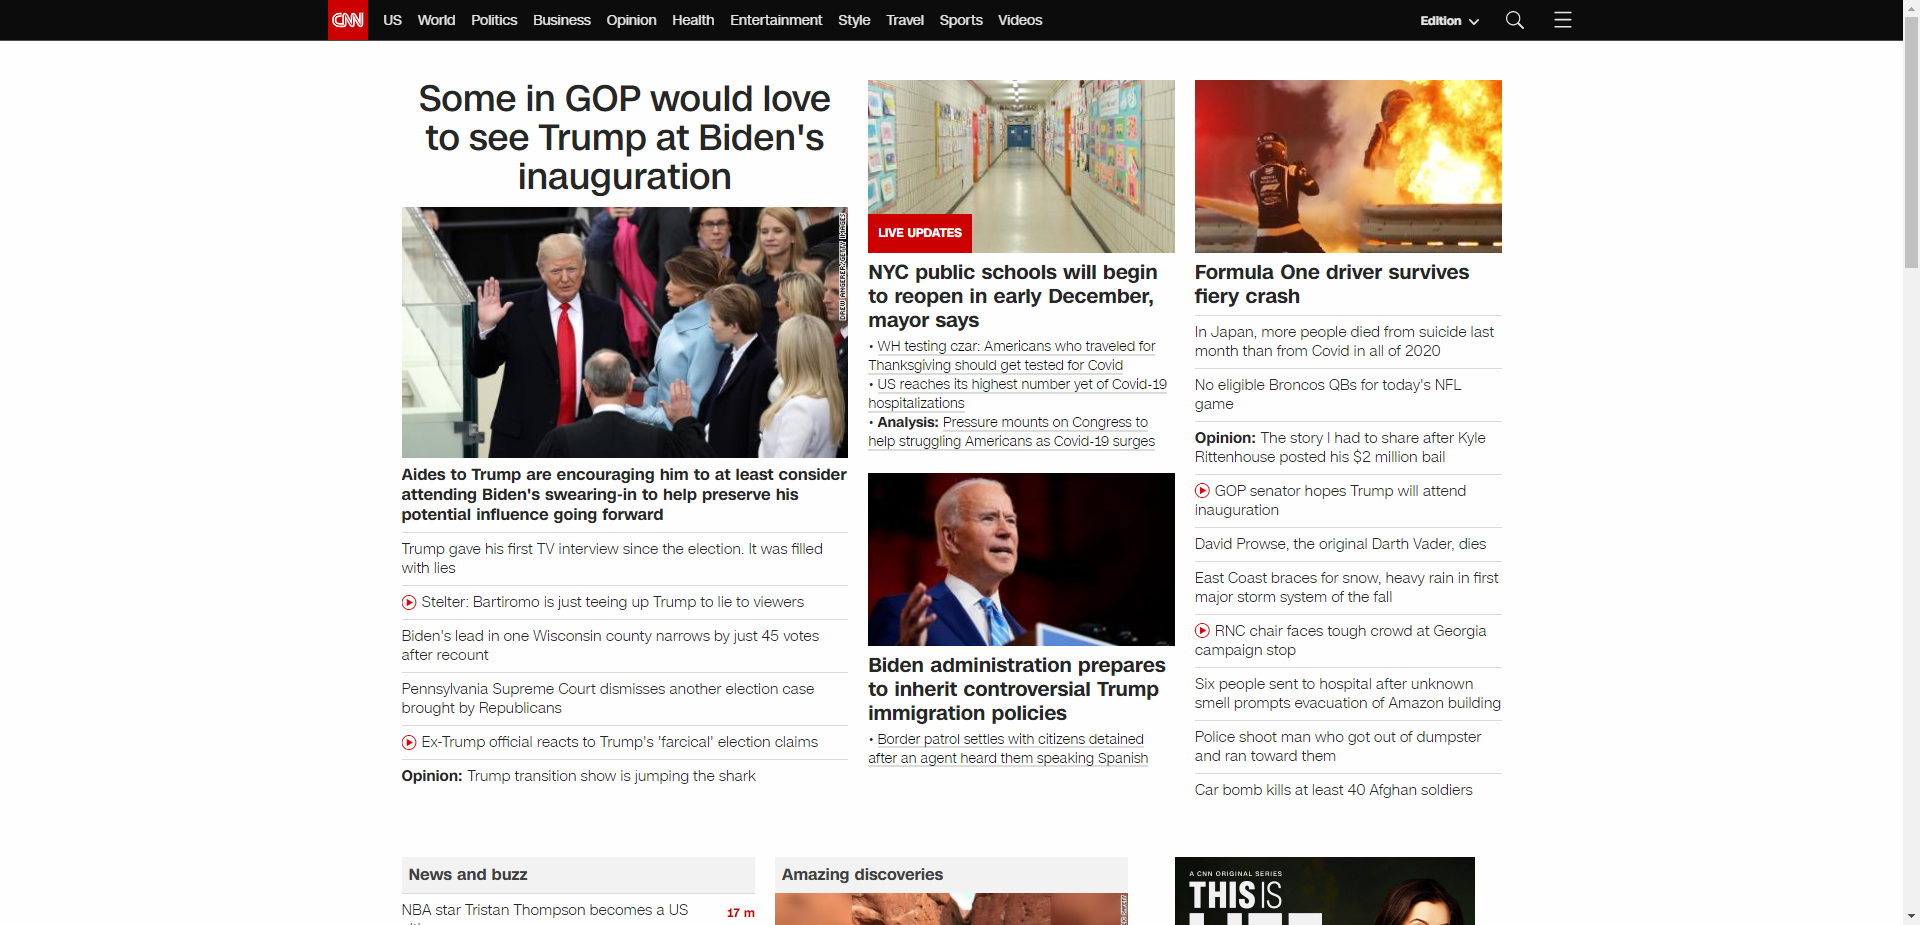 CNN
US World Politics Business Opinion Health Entertainment Style Travel Sports Videos
Edition
Some in GOP would love
to see Trump at Biden's
inauguration
DREW ANGERER/GETTY IMAGES
Aides to Trump are encouraging him to at least consider
attending Biden's swearing-in to help preserve his
potential influence going forward
Trump gave his first TV interview since the election. It was filled
with lies
Stelter: Bartiromo is just teeing up Trump to lie to viewers
Biden's lead in one Wisconsin county narrows by just 45 votes
after recount
Pennsylvania Supreme Court dismisses another election case
brought by Republicans
Ex-Trump official reacts to Trump's 'farcical' election claims
Opinion: Trump transition show is jumping the shark
LIVE UPDATES
NYC public schools will begin
to reopen in early December,
mayor says
• WH testing czar: Americans who traveled for
Thanksgiving should get tested for Covid
• US reaches its highest number yet of Covid-19
hospitalizations
• Analysis: Pressure mounts on Congress to
help struggling Americans as Covid-19 surges
Biden administration prepares
to inherit controversial Trump
immigration policies
• Border patrol settles with citizens detained
after an agent heard them speaking Spanish
Formula One driver survives
fiery crash
In Japan, more people died from suicide last
month than from Covid in all of 2020
No eligible Broncos QBs for today's NFL
game
Opinion: The story I had to share after Kyle
Rittenhouse posted his $2 million bail
GOP senator hopes Trump will attend
inauguration
David Prowse, the original Darth Vader, dies
East Coast braces for snow, heavy rain in first
major storm system of the fall
RNC chair faces tough crowd at Georgia
campaign stop
Six people sent to hospital after unknown
smell prompts evacuation of Amazon building
Police shoot man who got out of dumpster
and ran toward them
Car bomb kills at least 40 Afghan soldiers
News and buzz
NBA star Tristan Thompson becomes a US
17 m
Amazing discoveries
A CNN ORIGINAL SERIES
THIS IS